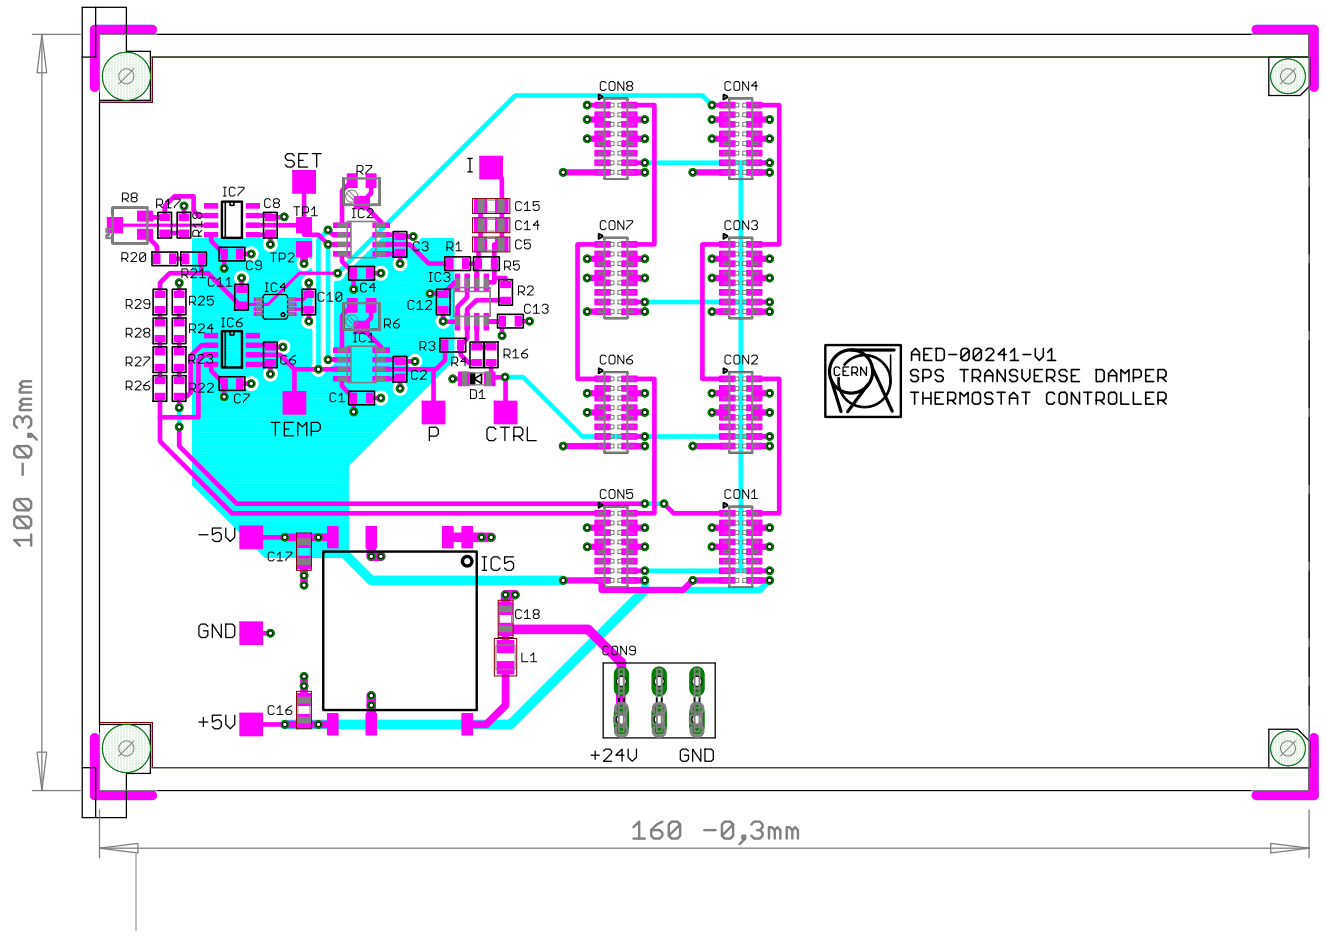 CON8
CON4
SET
R7
I
R8
R17
R18
IC7
C8
TP1
IC2
C15
C14
C5
R20
R21
C9
TP2
C3
R1
R5
CON7
CON3
C11
IC4
C10
C4
IC3
R2
R29
R25
C12
C13
R28
R24
IC6
R6
R27
R23
C6
IC1
R3
R4
R16
CON6
CON2
R26
R22
C7
C1
C2
D1
CERN
AED-00241-V1
SPS TRANSVERSE DAMPER
THERMOSTAT CONTROLLER
TEMP
P
CTRL
100 -0,3mm
CON5
CON1
-5V
C17
IC5
GND
C18
L1
CON9
+5V
C16
+24V
GND
160 -0,3mm